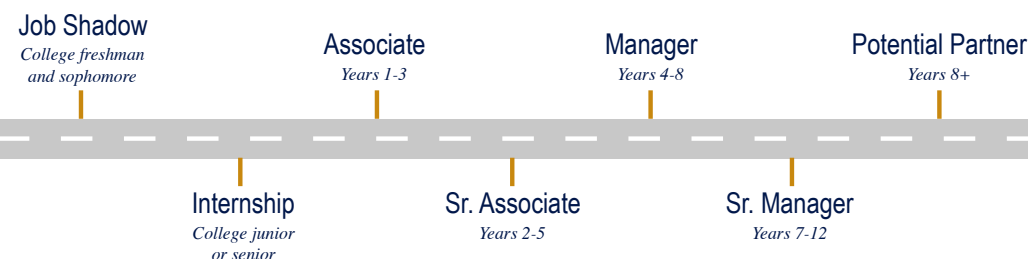 Job Shadow
College freshman
and sophomore
Associate
Years 1-3
Manager
Years 4-8
Potential Partner
Years 8+
Internship
College junior
or senior
Sr. Associate
Years 2-5
Sr. Manager
Years 7-12